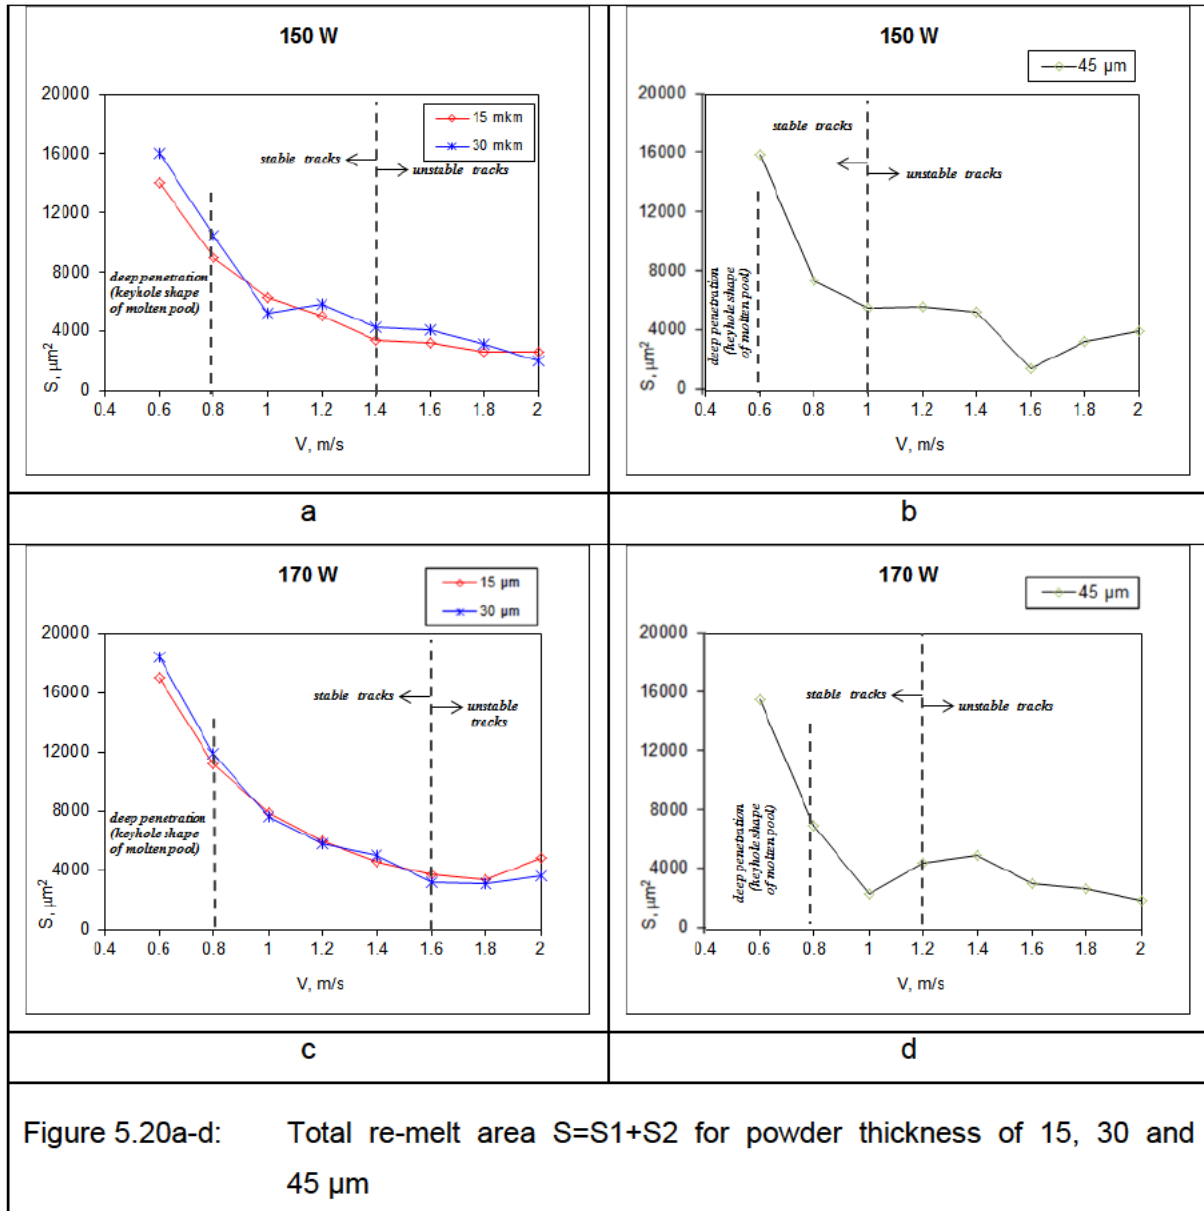 150 W
20000
16000
12000
8000
4000
0
S, µm²
15 mkm
30 mkm
stable tracks
unstable tracks
deep penetration
(keyhole shape
of molten pool)
0.4 0.6 0.8 1 1.2 1.4 1.6 1.8 2
V, m/s
a
150 W
45 µm
20000
16000
12000
8000
4000
0
S, µm²
stable tracks
unstable tracks
deep penetration
(keyhole shape
of molten pool)
0.4 0.6 0.8 1 1.2 1.4 1.6 1.8 2
V, m/s
b
170 W
15 µm
30 µm
20000
16000
12000
8000
4000
0
S, µm²
stable tracks
unstable
tracks
deep penetration
(keyhole shape
of molten pool)
0.4 0.6 0.8 1 1.2 1.4 1.6 1.8 2
V, m/s
c
170 W
45 µm
20000
16000
12000
8000
4000
0
S, µm²
stable tracks
unstable tracks
deep penetration
(keyhole shape
of molten pool)
0.4 0.6 0.8 1 1.2 1.4 1.6 1.8 2
V, m/s
d
Figure 5.20a-d: Total re-melt area S=S1+S2 for powder thickness of 15, 30 and
45 µm